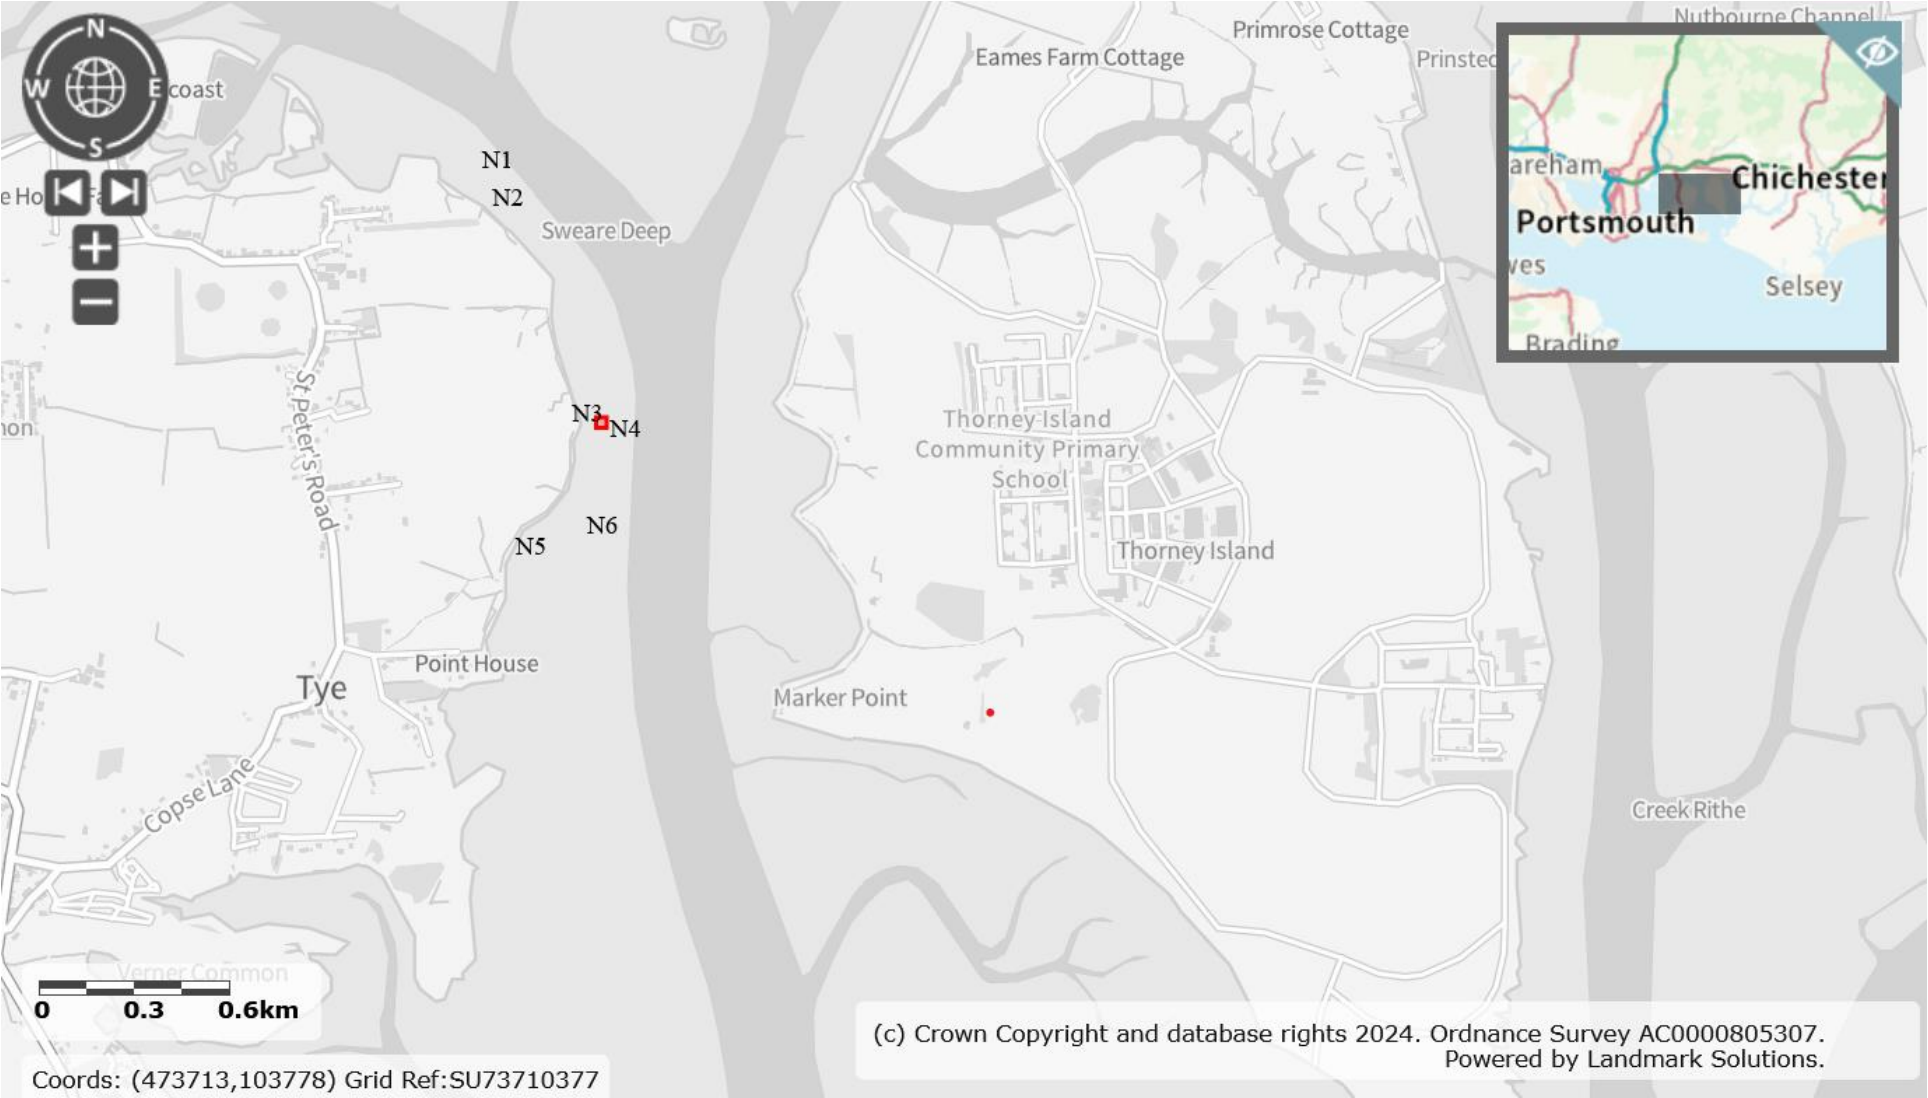 Nutbourne Channel
Primrose Cottage
Eames Farm Cottage
Prinsted
N
W
E
S
coast
N1
N2
Sweare Deep
areham
Chichester
Portsmouth
wes
Selsey
Brading
St Peter's Road
N3
N4
Thorney Island
Community Primary
School
N6
N5
Thorney Island
Point House
Tye
Marker Point
Copse Lane
Creek Rithe
Verner Common
0 0.3 0.6km
(c) Crown Copyright and database rights 2024. Ordnance Survey AC0000805307.
Powered by Landmark Solutions.
Coords: (473713,103778) Grid Ref:SU73710377